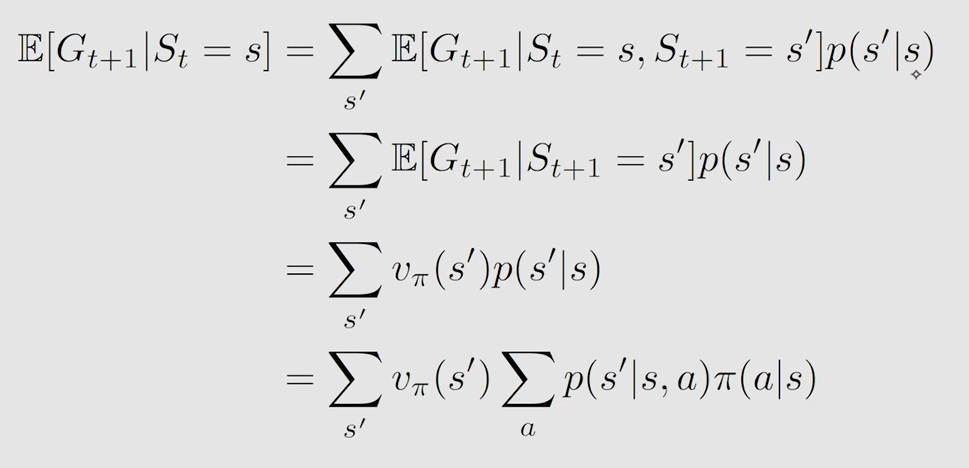 𝔼[G_{t+1}|S_t = s] = ∑_{s′} 𝔼[G_{t+1}|S_t = s, S_{t+1} = s′]p(s′|s)
= ∑_{s′} 𝔼[G_{t+1}|S_{t+1} = s′]p(s′|s)
= ∑_{s′} v_π(s′)p(s′|s)
= ∑_{s′} v_π(s′) ∑_a p(s′|s, a)π(a|s)